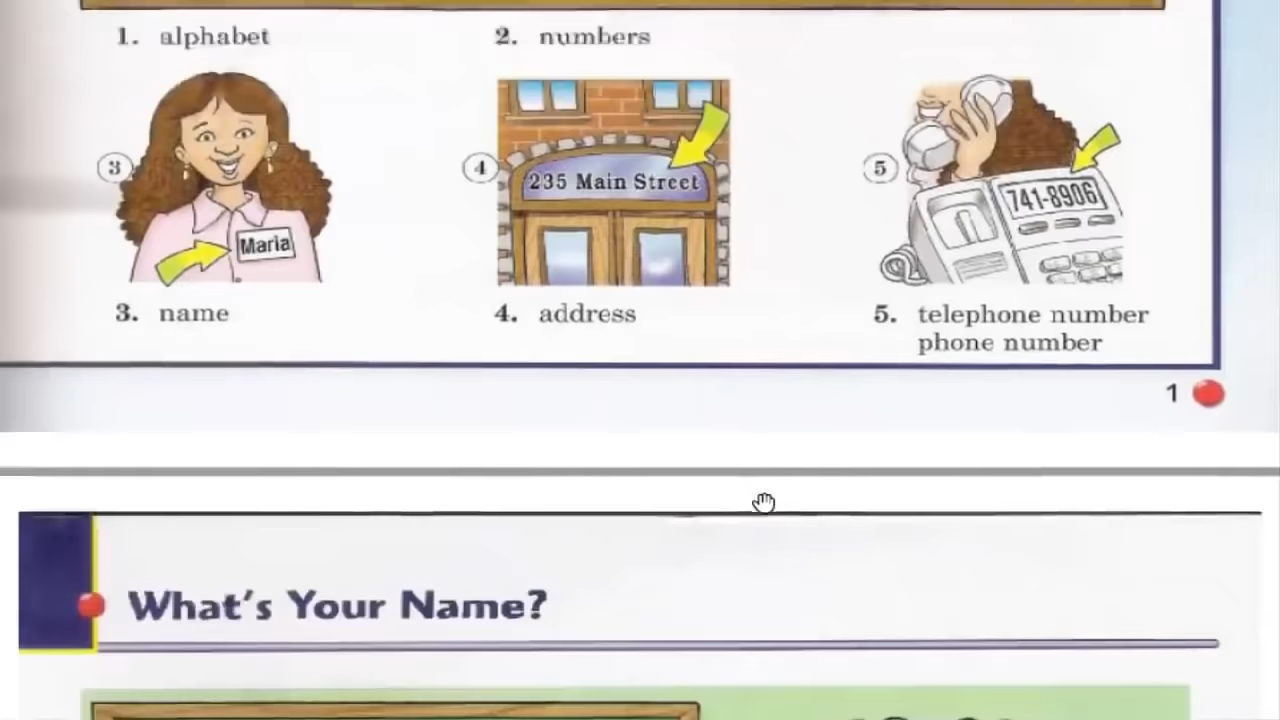 1. alphabet
2. numbers
3
Maria
4
235 Main Street
5
741-8906
3. name
4. address
5. telephone number
phone number
1
What's Your Name?